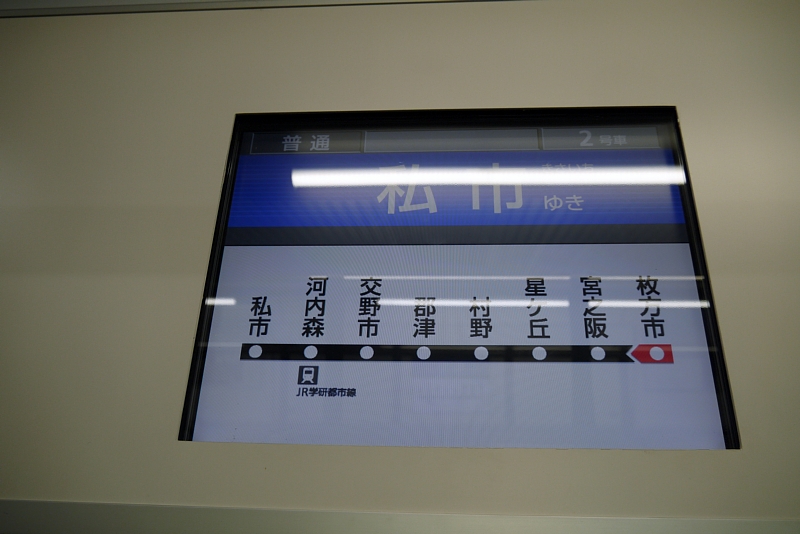 普通
2号車
私市
ゆき
私市
河内森
交野市
郡津
村野
星ヶ丘
宮之阪
枚方市
JR学研都市線